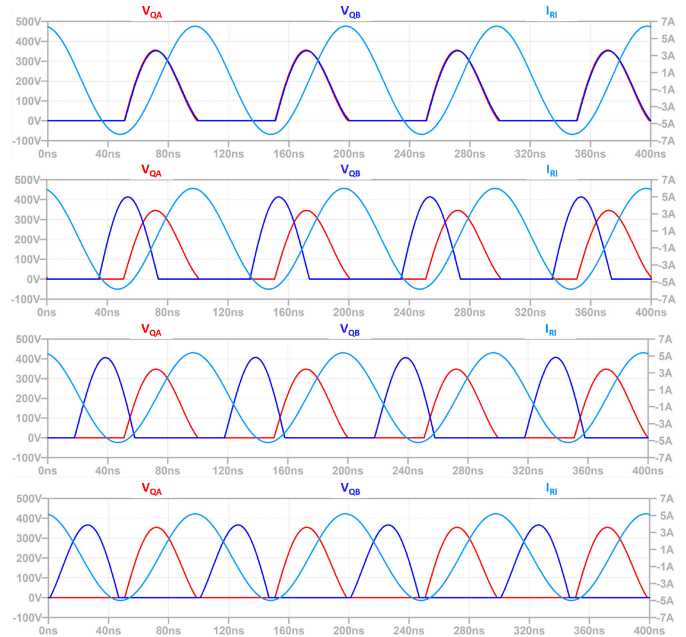 V_QA V_QB I_RI
500V 7A
400V 5A
300V 3A
200V 1A
100V -1A
0V -3A
-5A
-100V -7A
0ns 40ns 80ns 120ns 160ns 200ns 240ns 280ns 320ns 360ns 400ns
V_QA V_QB I_RI
500V 7A
400V 5A
300V 3A
200V 1A
100V -1A
0V -3A
-5A
-100V -7A
0ns 40ns 80ns 120ns 160ns 200ns 240ns 280ns 320ns 360ns 400ns
V_QA V_QB I_RI
500V 7A
400V 5A
300V 3A
200V 1A
100V -1A
0V -3A
-5A
-100V -7A
0ns 40ns 80ns 120ns 160ns 200ns 240ns 280ns 320ns 360ns 400ns
V_QA V_QB I_RI
500V 7A
400V 5A
300V 3A
200V 1A
100V -1A
0V -3A
-5A
-100V -7A
0ns 40ns 80ns 120ns 160ns 200ns 240ns 280ns 320ns 360ns 400ns